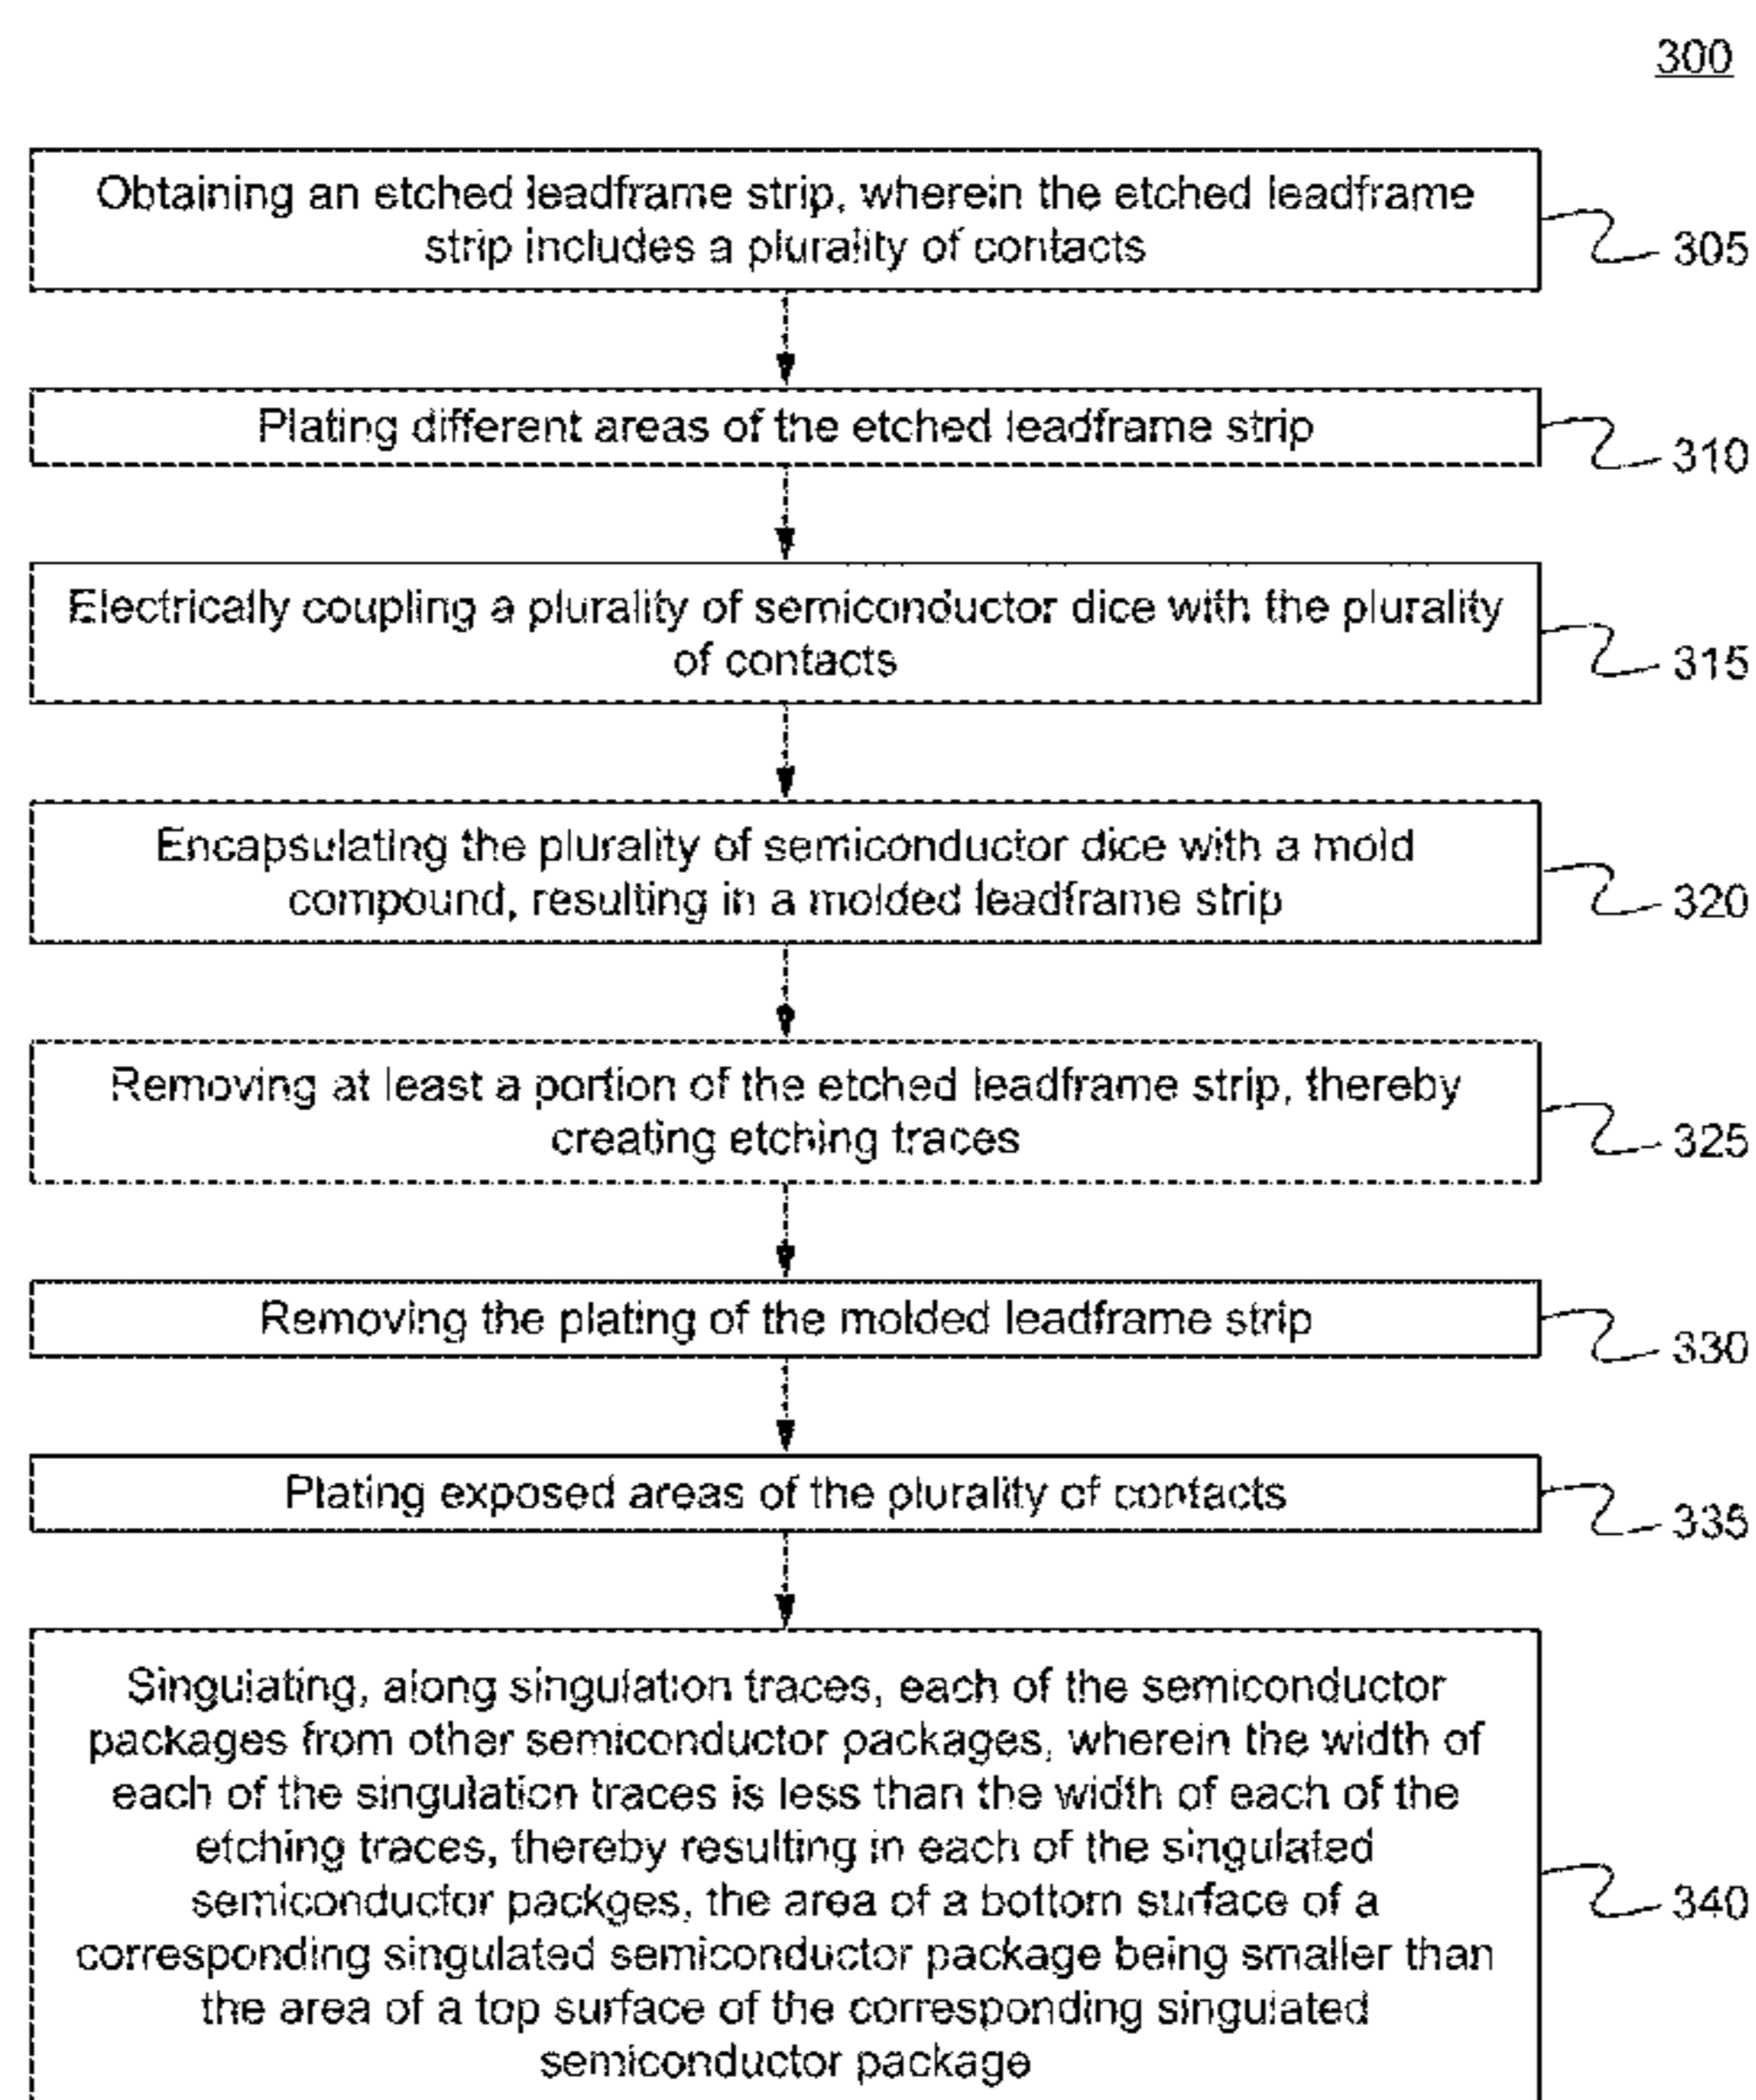 300
Obtaining an etched leadframe strip, wherein the etched leadframe
strip includes a plurality of contacts
305
Plating different areas of the etched leadframe strip
310
Electrically coupling a plurality of semiconductor dice with the plurality
of contacts
315
Encapsulating the plurality of semiconductor dice with a mold
compound, resulting in a molded leadframe strip
320
Removing at least a portion of the etched leadframe strip, thereby
creating etching traces
325
Removing the plating of the molded leadframe strip
330
Plating exposed areas of the plurality of contacts
335
Singulating, along singulation traces, each of the semiconductor
packages from other semiconductor packages, wherein the width of
each of the singulation traces is less than the width of each of the
etching traces, thereby resulting in each of the singulated
semiconductor packges, the area of a bottom surface of a
corresponding singulated semiconductor package being smaller than
the area of a top surface of the corresponding singulated
semiconductor package
340